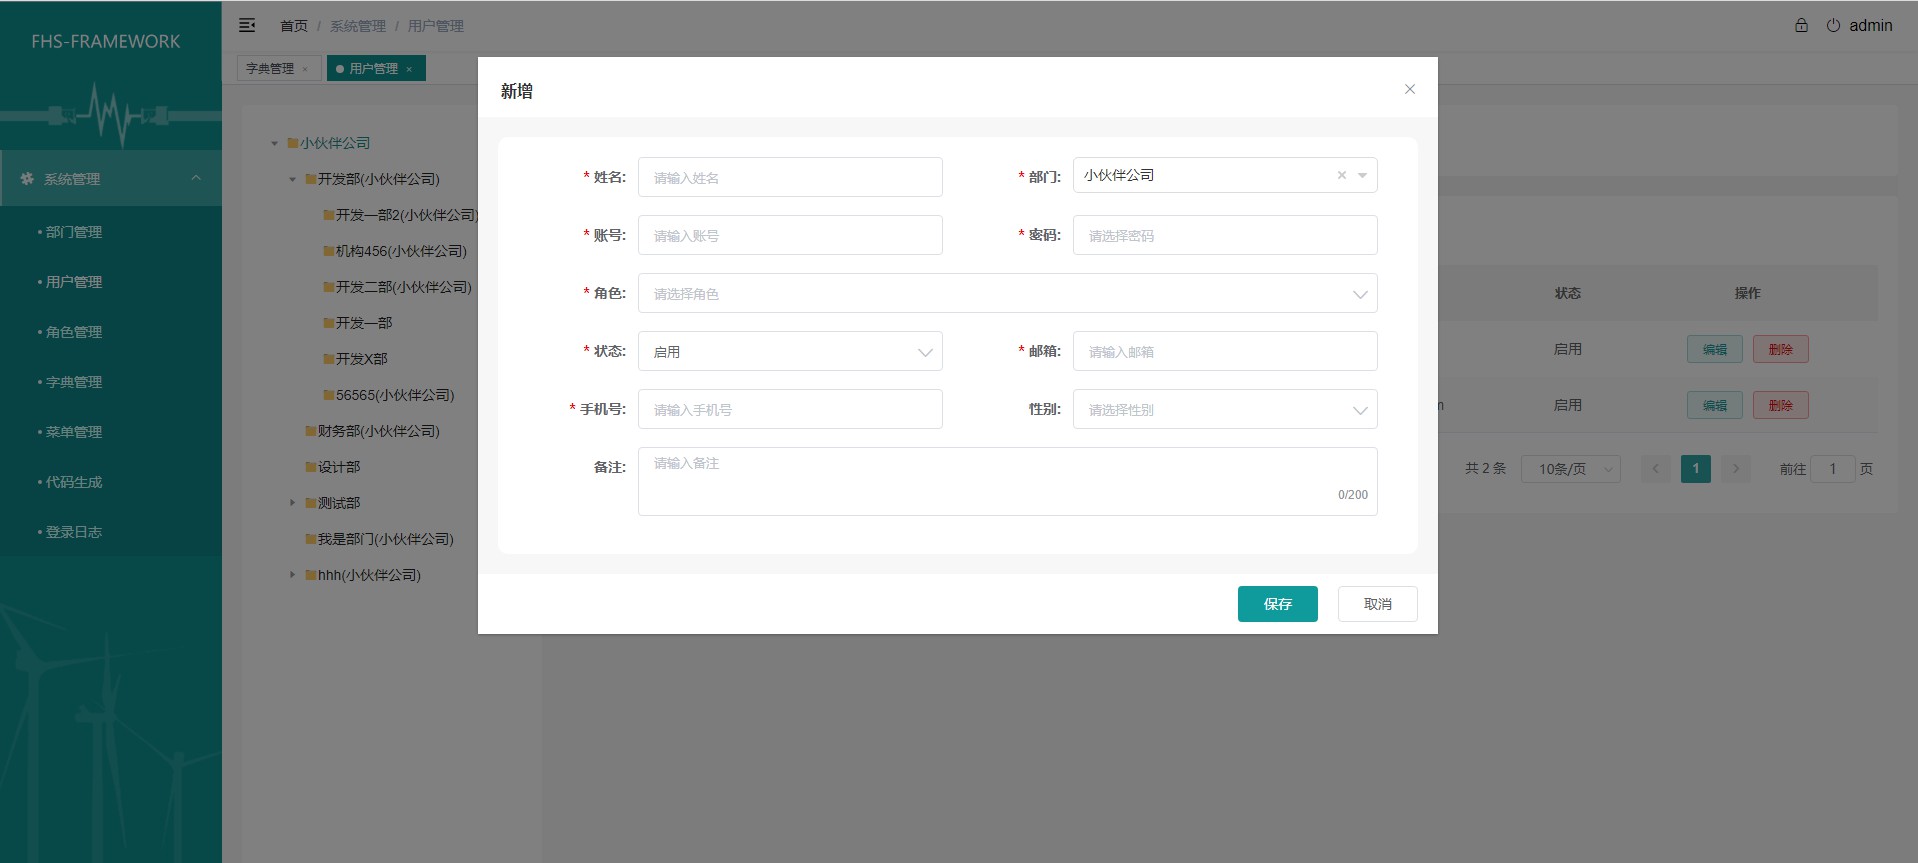 FHS-FRAMEWORK
系统管理
• 部门管理
• 用户管理
• 角色管理
• 字典管理
• 菜单管理
• 代码生成
• 登录日志
首页 / 系统管理 / 用户管理
admin
字典管理 ×
用户管理 ×
小伙伴公司
开发部(小伙伴公司)
开发一部2(小伙伴公司)
机构456(小伙伴公司)
开发二部(小伙伴公司)
开发一部
开发X部
56565(小伙伴公司)
财务部(小伙伴公司)
设计部
测试部
我是部门(小伙伴公司)
hhh(小伙伴公司)
新增
* 姓名: 请输入姓名
* 部门: 小伙伴公司
* 账号: 请输入账号
* 密码: 请选择密码
* 角色: 请选择角色
* 状态: 启用
* 邮箱: 请输入邮箱
* 手机号: 请输入手机号
性别: 请选择性别
备注: 请输入备注
0/200
保存 取消
状态 操作
启用 编辑 删除
启用 编辑 删除
共 2 条 10条/页 1 前往 1 页